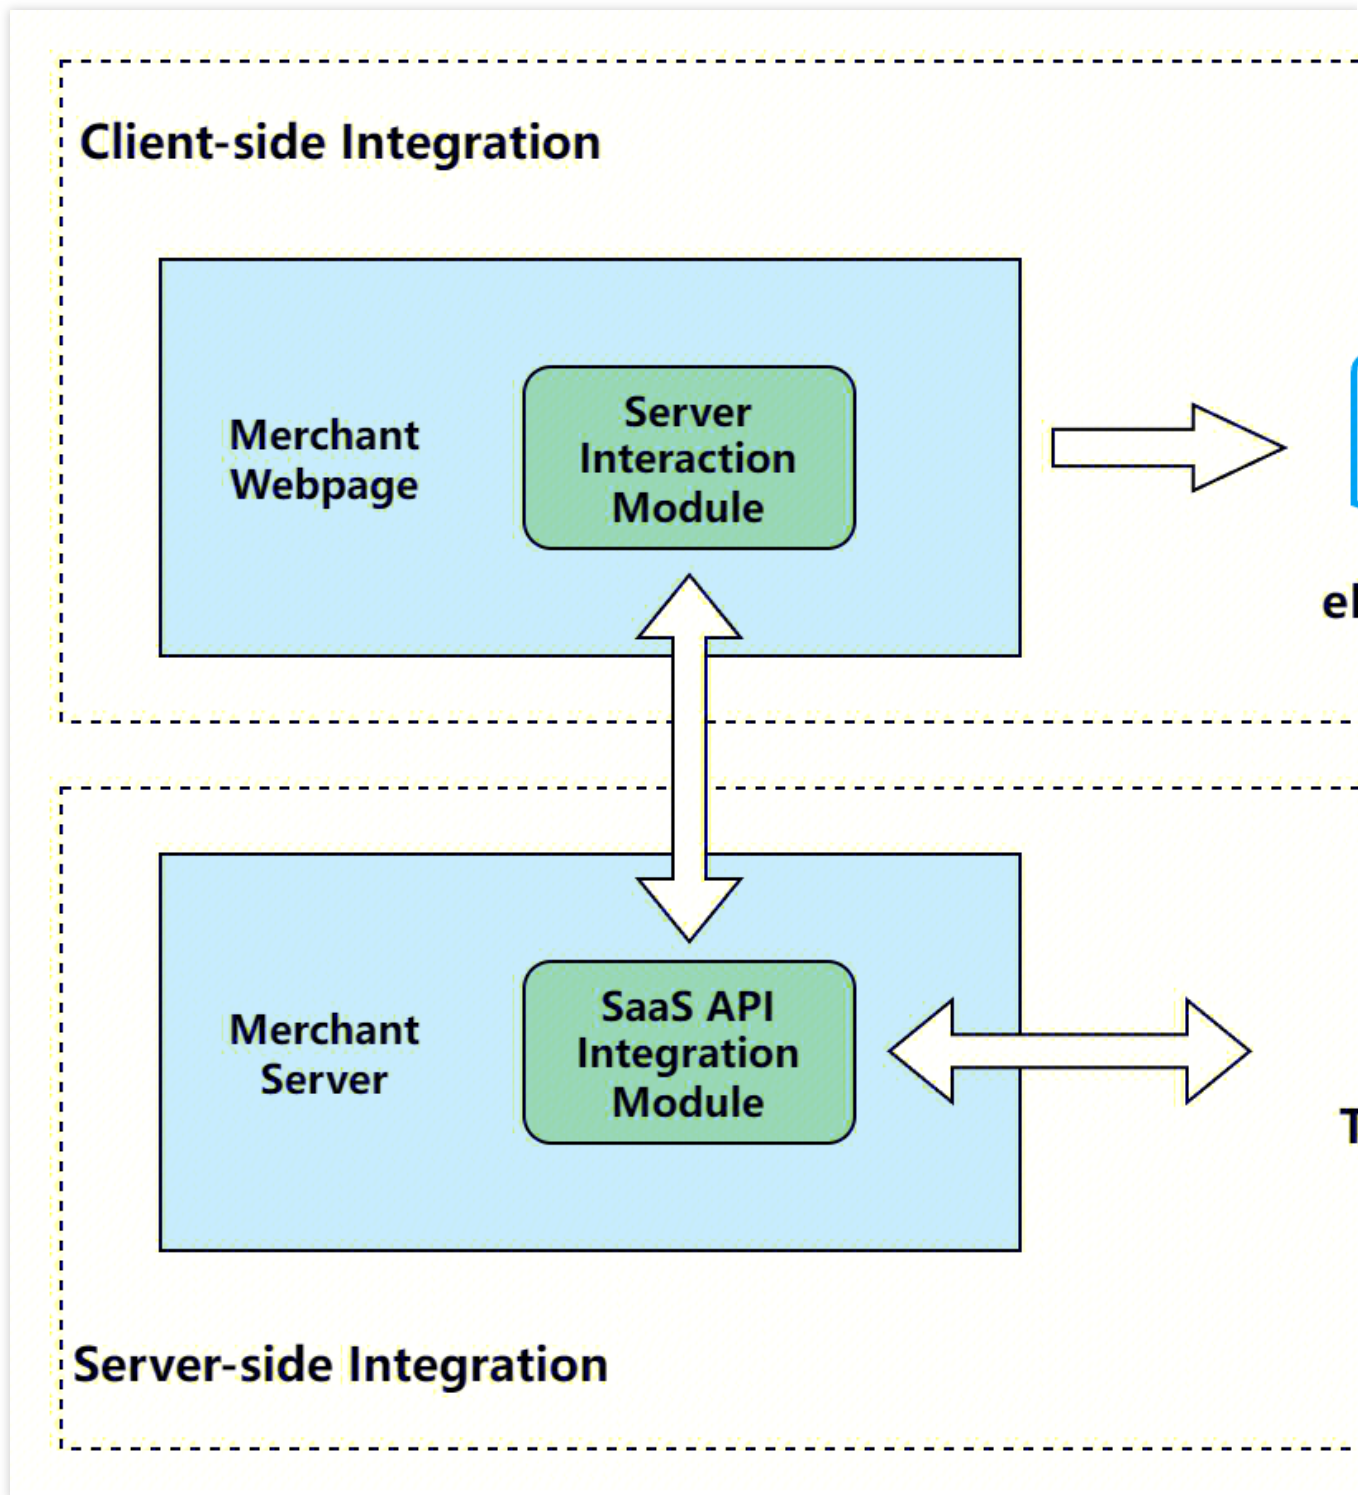 Client-side Integration
Merchant
Webpage
Server
Interaction
Module
Merchant
Server
SaaS API
Integration
Module
Server-side Integration